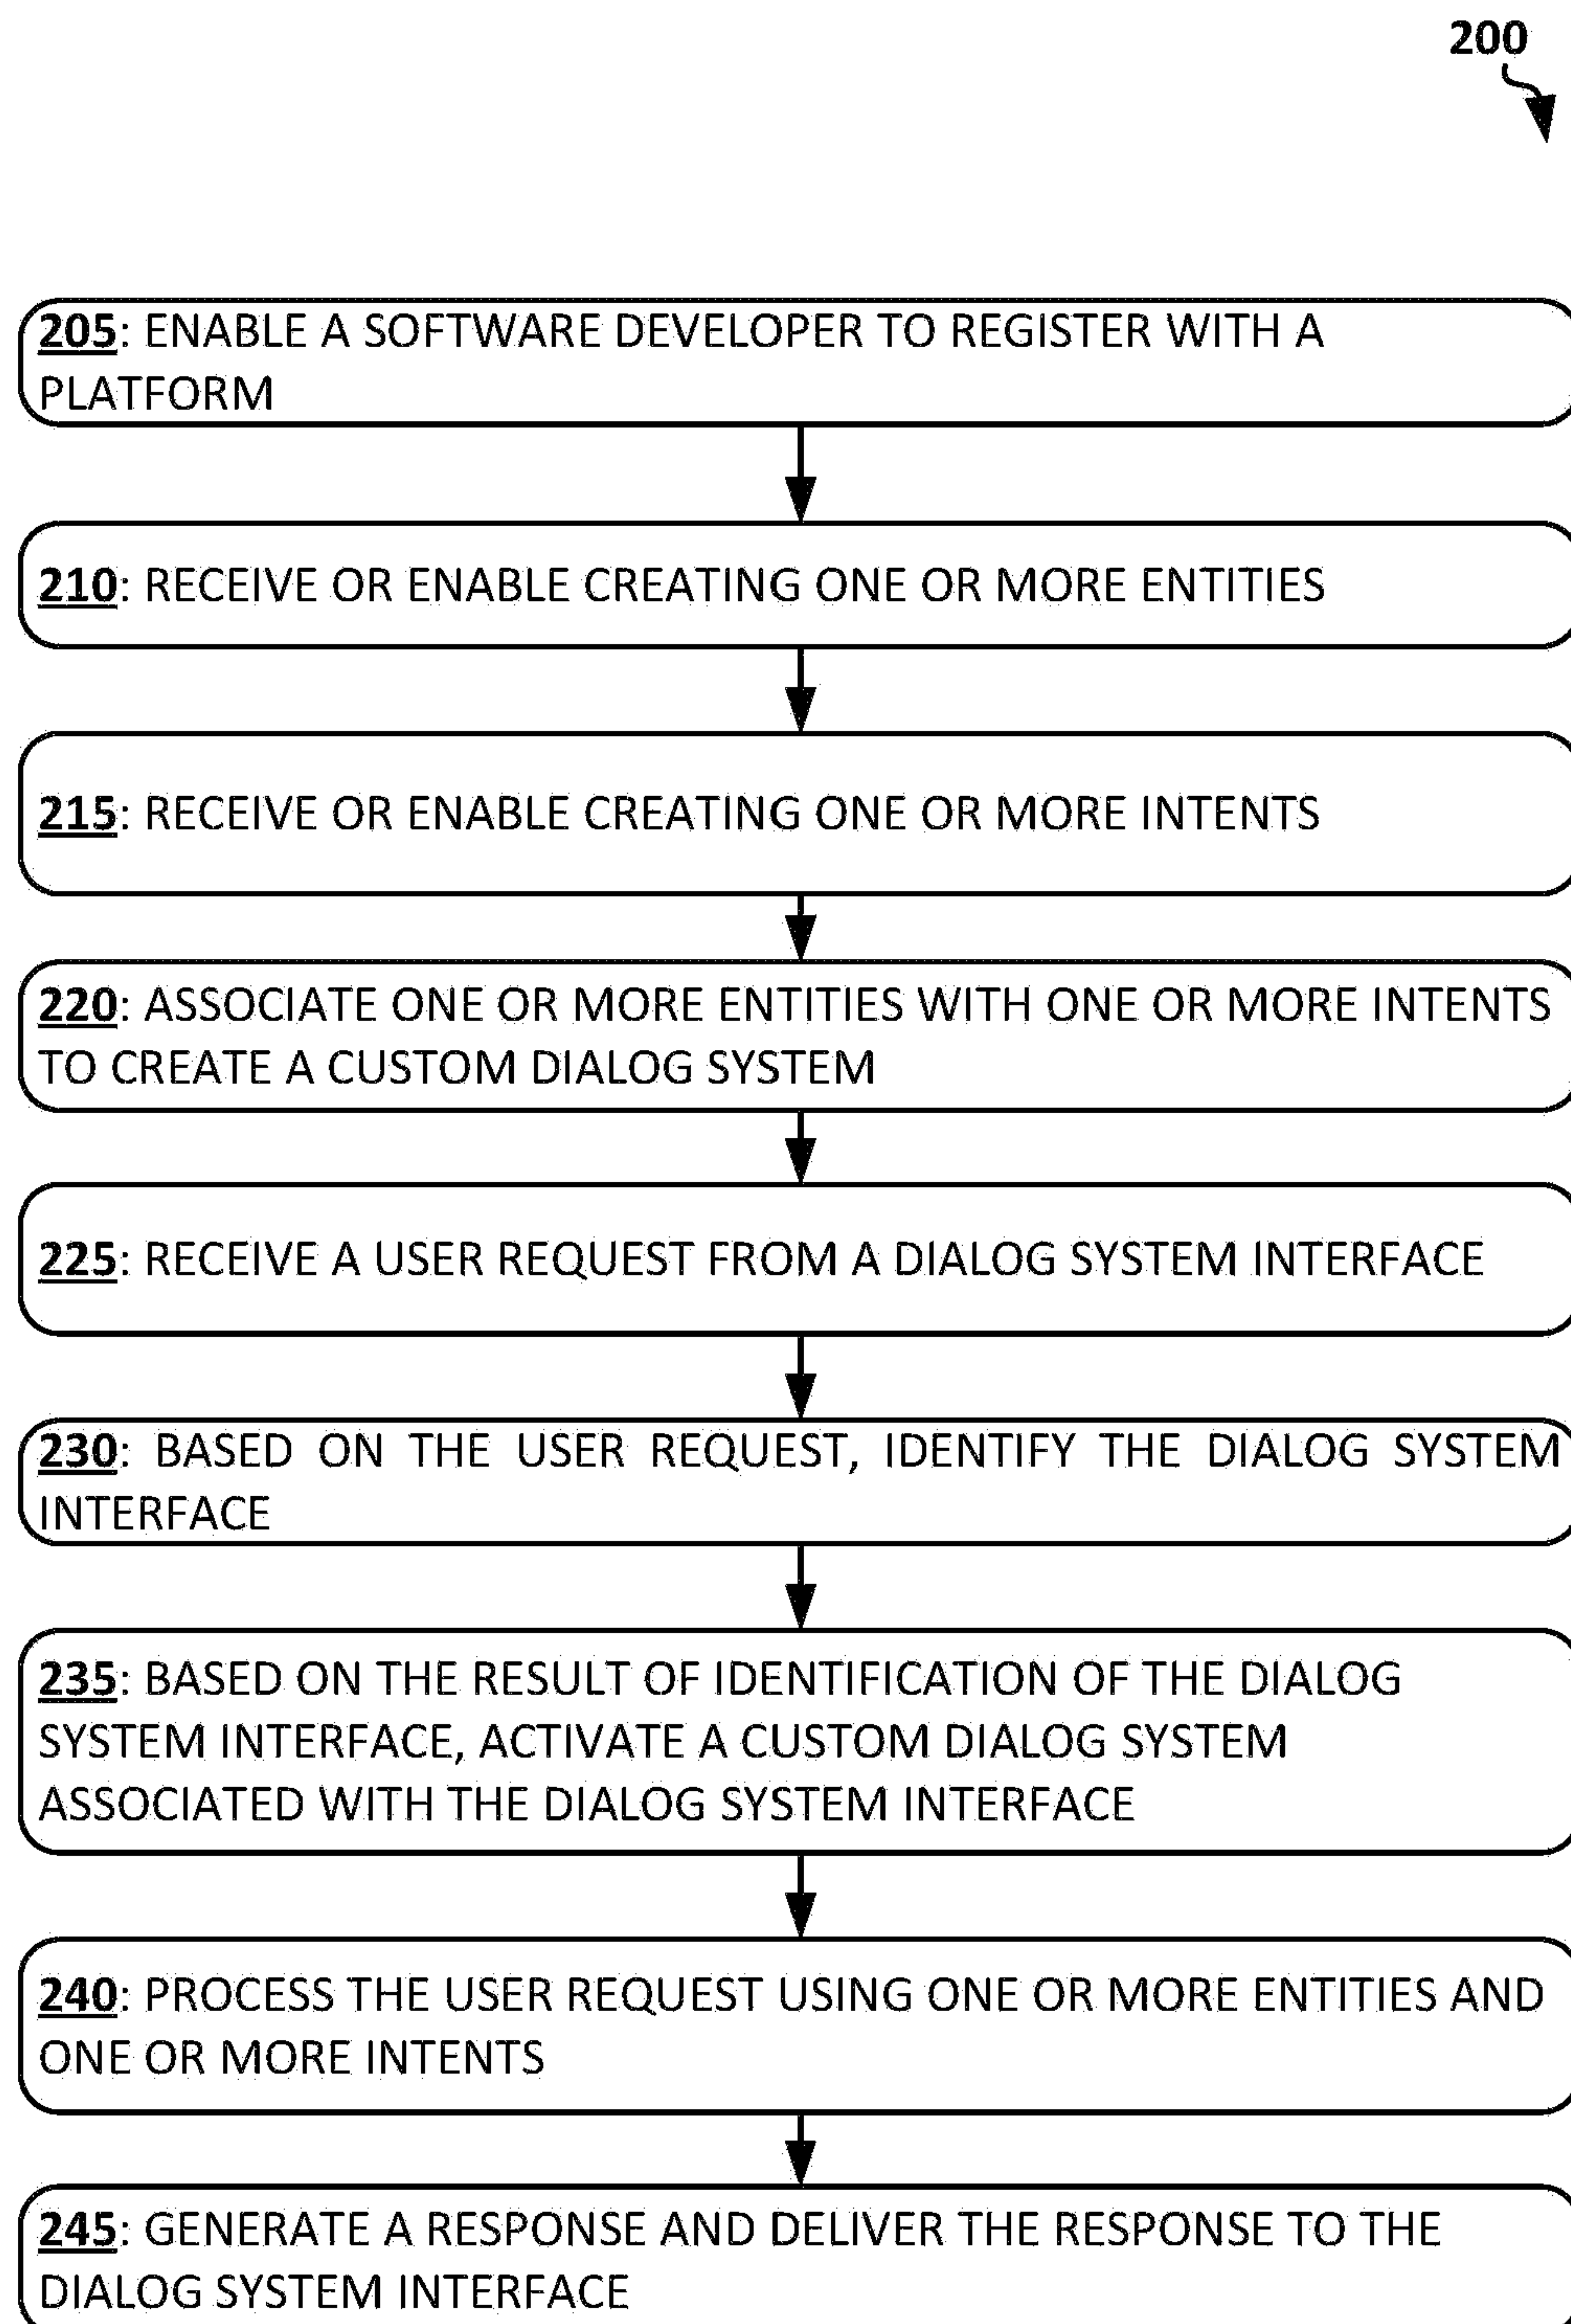 200
205: ENABLE A SOFTWARE DEVELOPER TO REGISTER WITH A
PLATFORM
210: RECEIVE OR ENABLE CREATING ONE OR MORE ENTITIES
215: RECEIVE OR ENABLE CREATING ONE OR MORE INTENTS
220: ASSOCIATE ONE OR MORE ENTITIES WITH ONE OR MORE INTENTS
TO CREATE A CUSTOM DIALOG SYSTEM
225: RECEIVE A USER REQUEST FROM A DIALOG SYSTEM INTERFACE
230: BASED ON THE USER REQUEST, IDENTIFY THE DIALOG SYSTEM
INTERFACE
235: BASED ON THE RESULT OF IDENTIFICATION OF THE DIALOG
SYSTEM INTERFACE, ACTIVATE A CUSTOM DIALOG SYSTEM
ASSOCIATED WITH THE DIALOG SYSTEM INTERFACE
240: PROCESS THE USER REQUEST USING ONE OR MORE ENTITIES AND
ONE OR MORE INTENTS
245: GENERATE A RESPONSE AND DELIVER THE RESPONSE TO THE
DIALOG SYSTEM INTERFACE